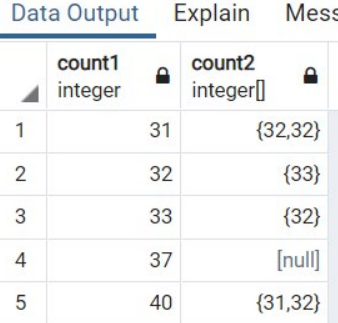 Data Output Explain Mess
count1 count2
integer integer[]
1 31 {32,32}
2 32 {33}
3 33 {32}
4 37 [null]
5 40 {31,32}